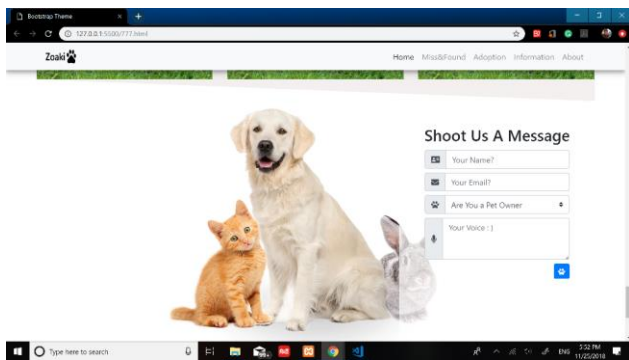 Bootstrap Theme
127.0.0.1:5500/777.html
Zoaki
Home Miss&Found Adoption Information About
Shoot Us A Message
Your Name?
Your Email?
Are You a Pet Owner
Your Voice : )
Type here to search
ENG
5:52 PM
11/25/2018